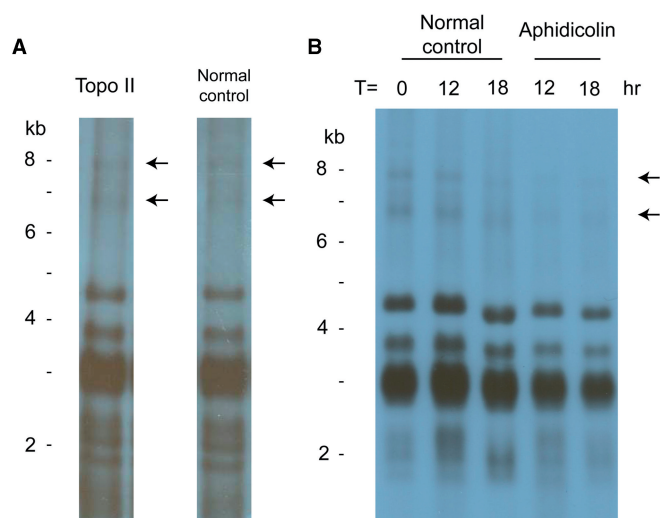 A
Topo II
Normal
control
kb
8 -
-
6 -
-
4 -
-
2 -
B
Normal
control
Aphidicolin
T= 0 12 18 12 18 hr
kb
8 -
-
6 -
-
4 -
-
2 -